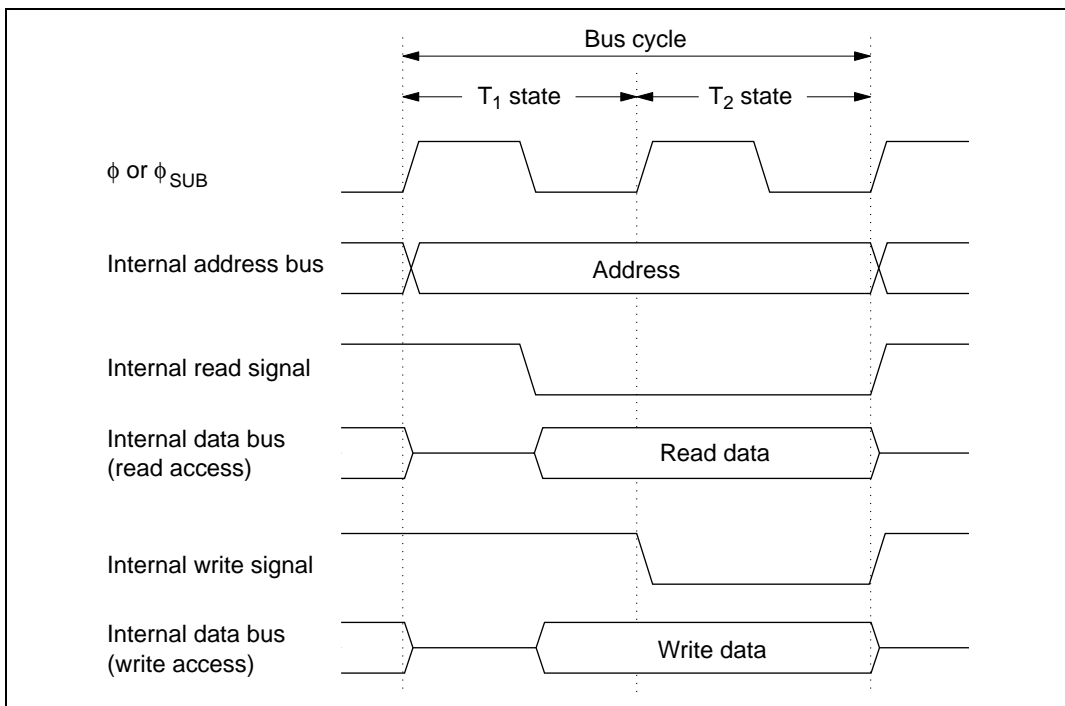 Bus cycle
T1 state
T2 state
ϕ or ϕSUB
Internal address bus
Address
Internal read signal
Internal data bus
(read access)
Read data
Internal write signal
Internal data bus
(write access)
Write data